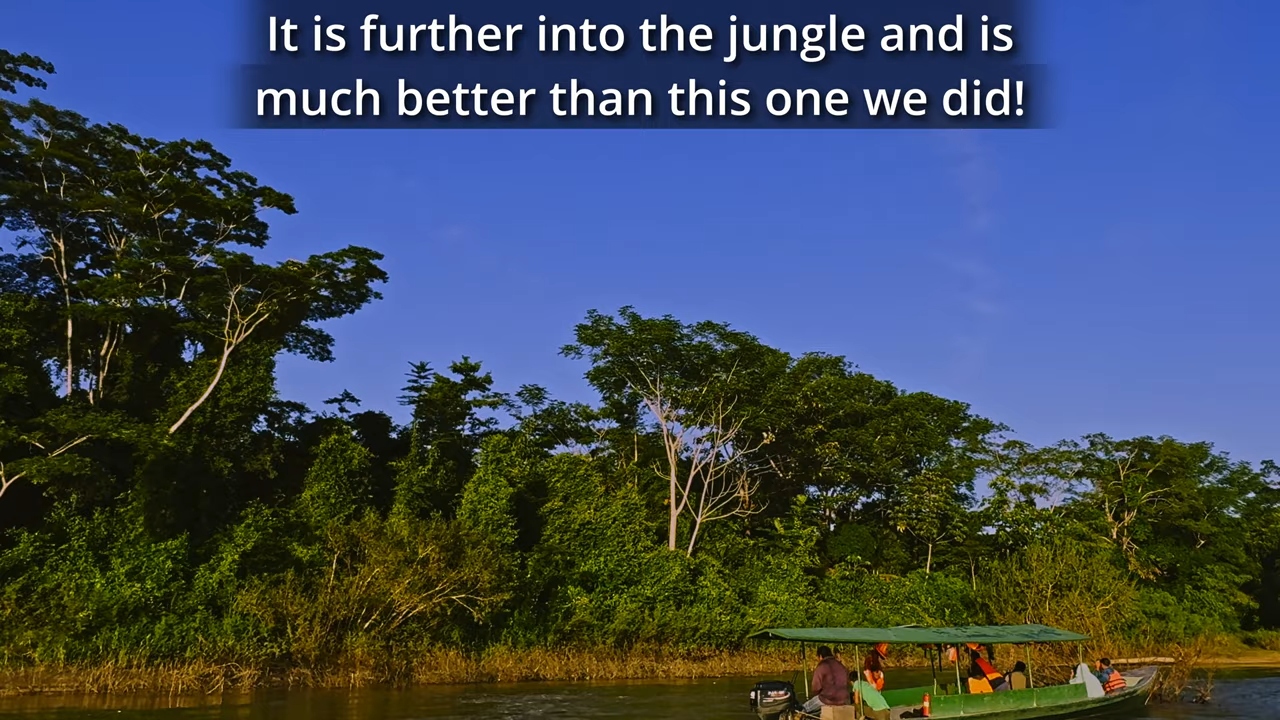 It is further into the jungle and is
much better than this one we did!